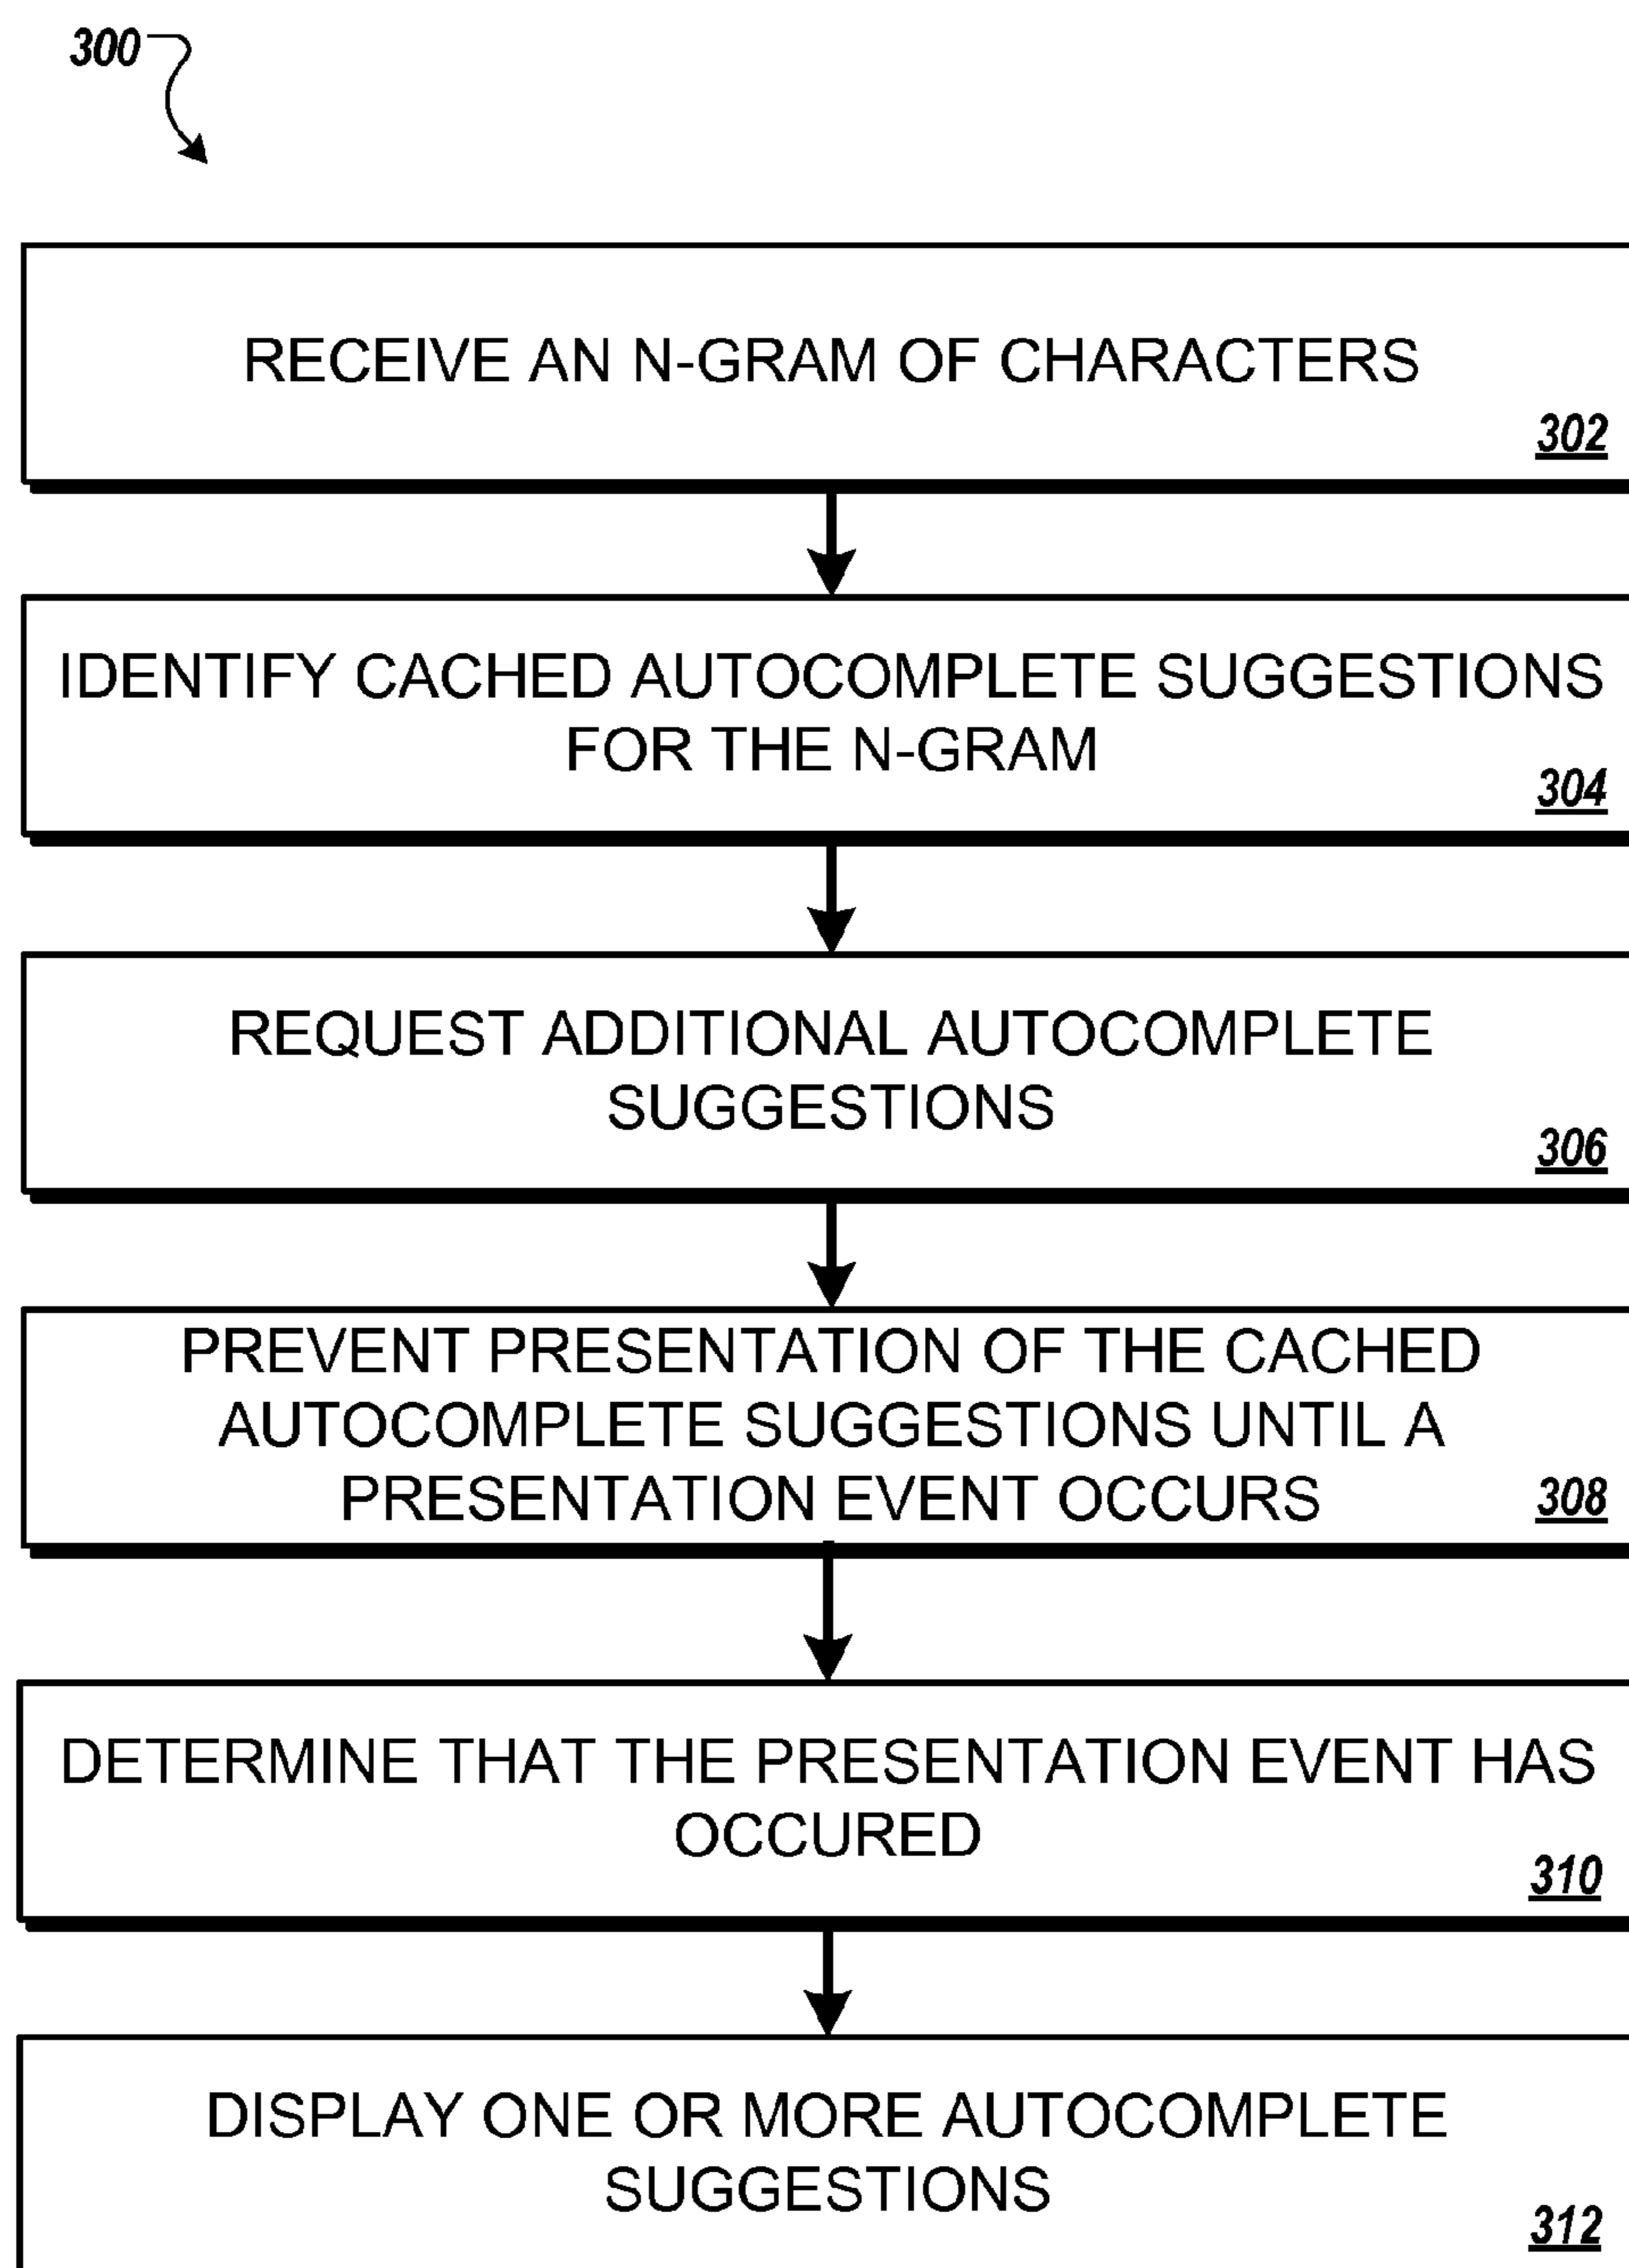 300
RECEIVE AN N-GRAM OF CHARACTERS
302
IDENTIFY CACHED AUTOCOMPLETE SUGGESTIONS
FOR THE N-GRAM
304
REQUEST ADDITIONAL AUTOCOMPLETE
SUGGESTIONS
306
PREVENT PRESENTATION OF THE CACHED
AUTOCOMPLETE SUGGESTIONS UNTIL A
PRESENTATION EVENT OCCURS
308
DETERMINE THAT THE PRESENTATION EVENT HAS
OCCURED
310
DISPLAY ONE OR MORE AUTOCOMPLETE
SUGGESTIONS
312